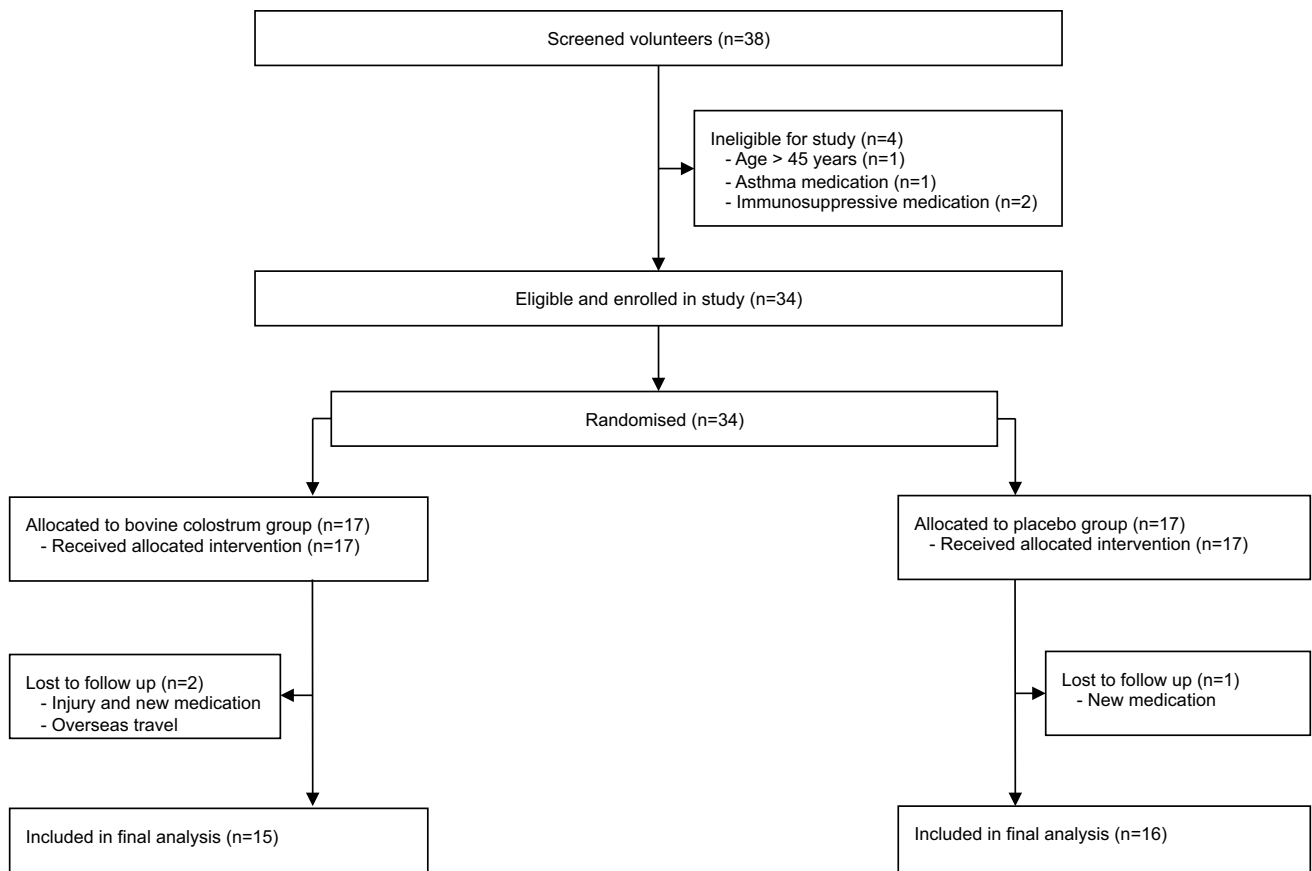 Screened volunteers (n=38)
Ineligible for study (n=4)
- Age > 45 years (n=1)
- Asthma medication (n=1)
- Immunosuppressive medication (n=2)
Eligible and enrolled in study (n=34)
Randomised (n=34)
Allocated to bovine colostrum group (n=17)
- Received allocated intervention (n=17)
Allocated to placebo group (n=17)
- Received allocated intervention (n=17)
Lost to follow up (n=2)
- Injury and new medication
- Overseas travel
Lost to follow up (n=1)
- New medication
Included in final analysis (n=15)
Included in final analysis (n=16)